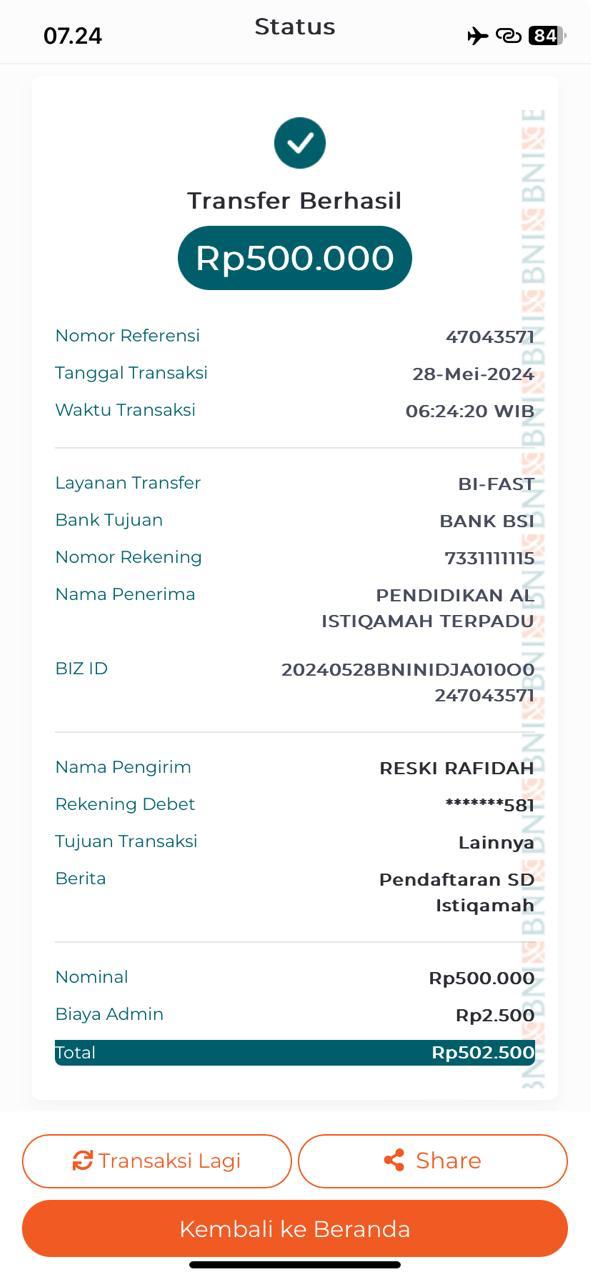 07.24
Status
84
Transfer Berhasil
Rp500.000
Nomor Referensi 47043571
Tanggal Transaksi 28-Mei-2024
Waktu Transaksi 06:24:20 WIB
Layanan Transfer BI-FAST
Bank Tujuan BANK BSI
Nomor Rekening 7331111115
Nama Penerima PENDIDIKAN AL
ISTIQAMAH TERPADU
BIZ ID 20240528BNINIDJA010O0
247043571
Nama Pengirim RESKI RAFIDAH
Rekening Debet *******581
Tujuan Transaksi Lainnya
Berita Pendaftaran SD
Istiqamah
Nominal Rp500.000
Biaya Admin Rp2.500
Total Rp502.500
BNI BNI BNI BNI BNI BNI BNI BNI BNI BNI BNI
Transaksi Lagi
Share
Kembali ke Beranda